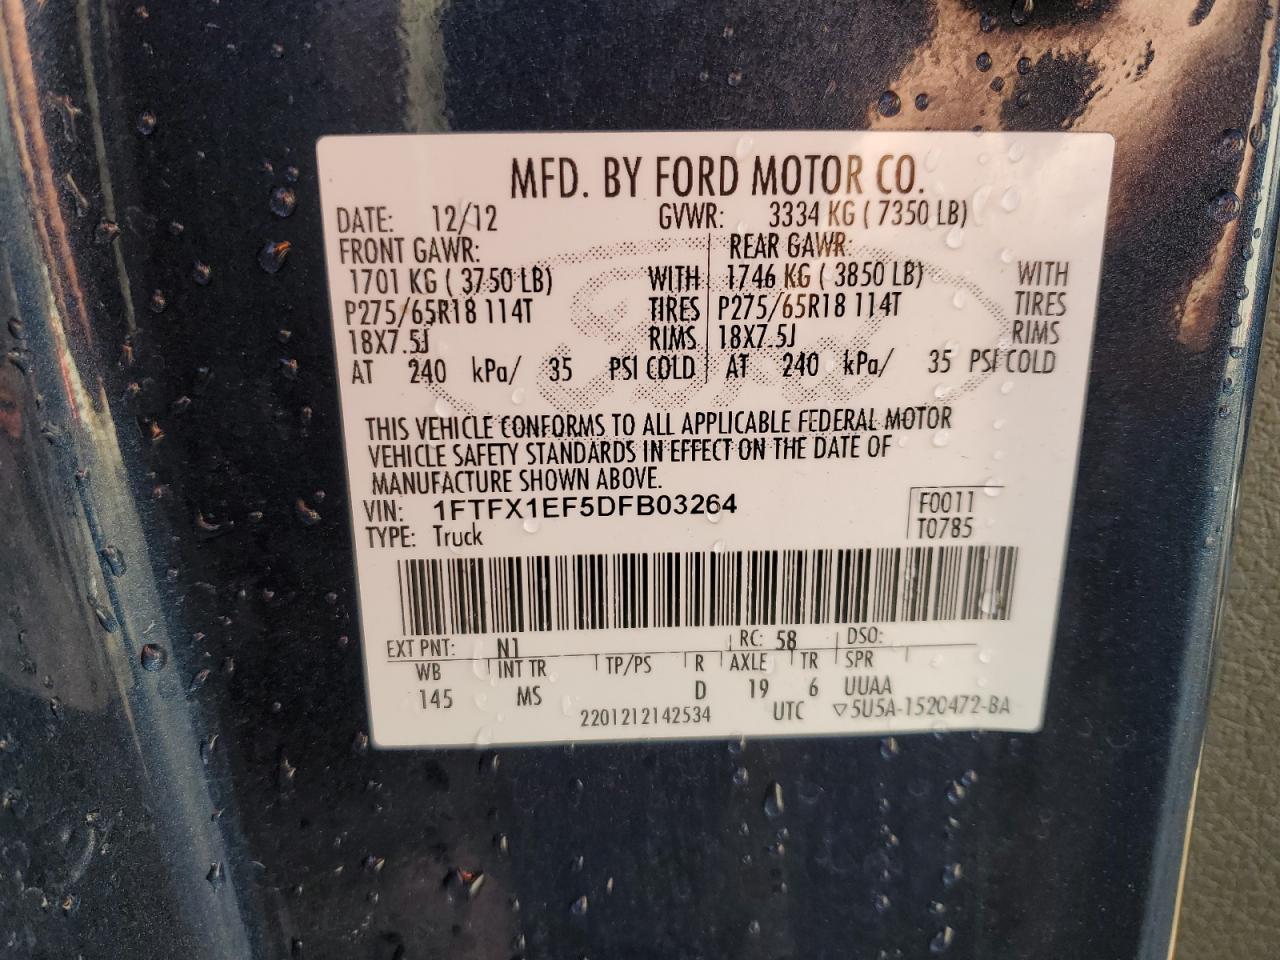 MFD. BY FORD MOTOR CO.
DATE: 12/12 GVWR: 3334 KG ( 7350 LB)
FRONT GAWR: REAR GAWR:
1701 KG ( 3750 LB) WITH 1746 KG ( 3850 LB) WITH
P275/65R18 114T TIRES P275/65R18 114T TIRES
18X7.5J RIMS 18X7.5J RIMS
AT 240 kPa/ 35 PSI COLD AT 240 kPa/ 35 PSI COLD
THIS VEHICLE CONFORMS TO ALL APPLICABLE FEDERAL MOTOR
VEHICLE SAFETY STANDARDS IN EFFECT ON THE DATE OF
MANUFACTURE SHOWN ABOVE.
VIN: 1FTFX1EF5DFB03264 F0011
TYPE: Truck T0785
EXT PNT: N1 RC: 58 DSO:
WB INT TR TP/PS R AXLE TR SPR
145 MS D 19 6 UUAA
2201212142534 UTC ▽5U5A-1520472-BA